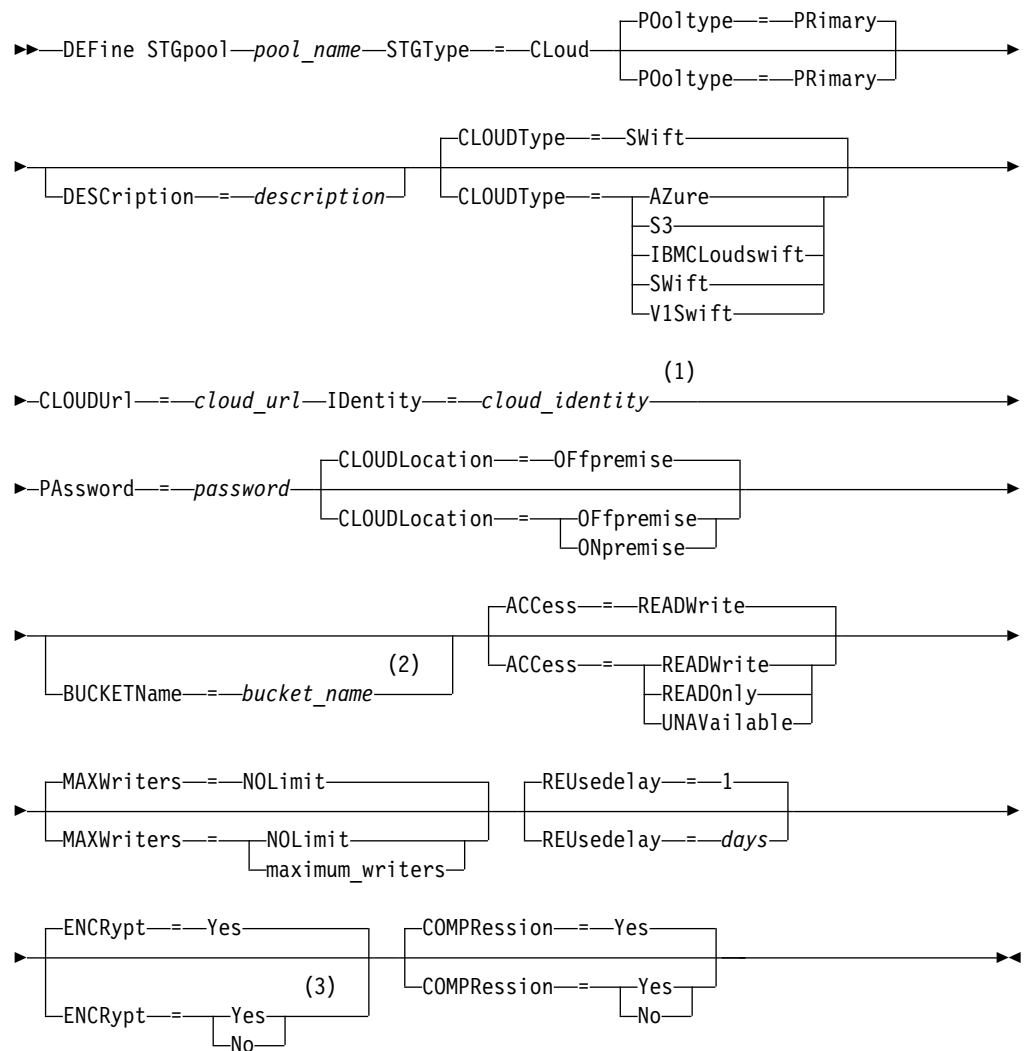 POoltype = PRimary
DEFine STGpool pool_name STGType = CLoud
POoltype = PRimary
CLOUDType = SWift
DESCription = description
CLOUDType = AZure
S3
IBMCLoudswift
SWift
V1Swift
(1)
CLOUDUrl = cloud_url IDentity = cloud_identity
CLOUDLocation = OFfpremise
PAssword = password
CLOUDLocation = OFfpremise
ONpremise
ACCess = READWrite
(2)
BUCKETName = bucket_name
ACCess = READWrite
READOnly
UNAVailable
MAXWriters = NOLimit
REUsedelay = 1
MAXWriters = NOLimit
maximum_writers
REUsedelay = days
ENCRypt = Yes
COMPRession = Yes
(3)
ENCRypt = Yes
No
COMPRession = Yes
No